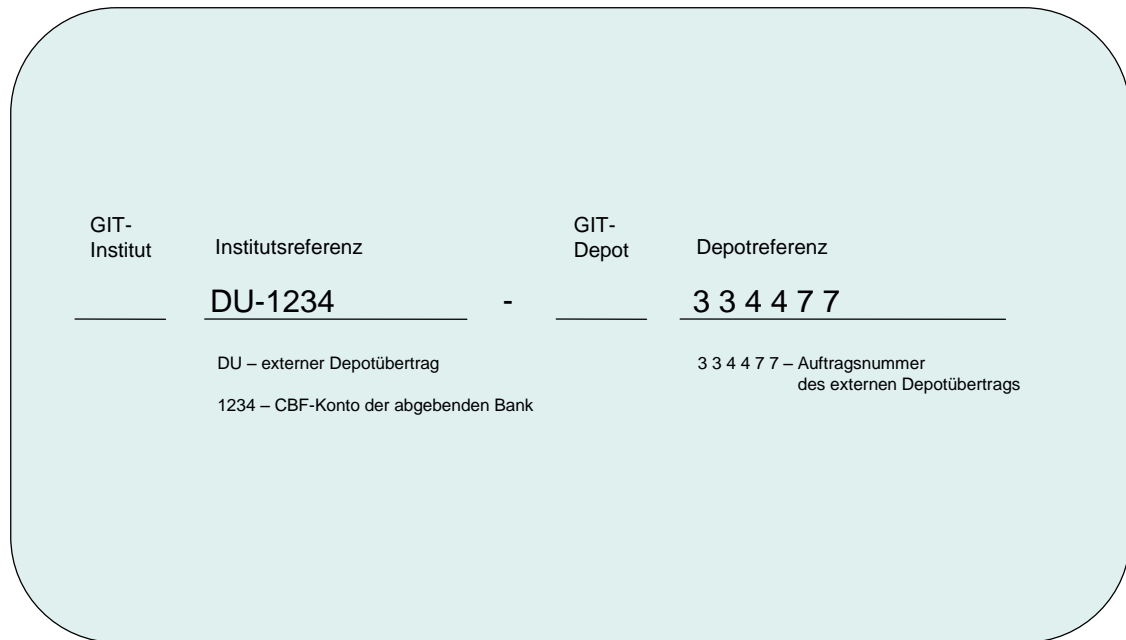 GIT-
Institut
Institutsreferenz
GIT-
Depot
Depotreferenz
DU-1234 - 3 3 4 4 7 7
DU – externer Depotübertrag
1234 – CBF-Konto der abgebenden Bank
3 3 4 4 7 7 – Auftragsnummer
des externen Depotübertrags